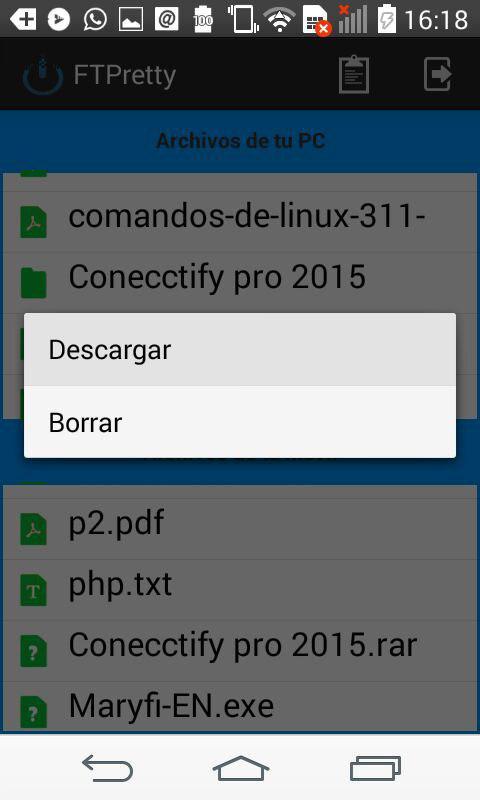 100
16:18
FTPretty
Archivos de tu PC
comandos-de-linux-311-
Conecctify pro 2015
Descargar
Borrar
p2.pdf
php.txt
Conecctify pro 2015.rar
Maryfi-EN.exe